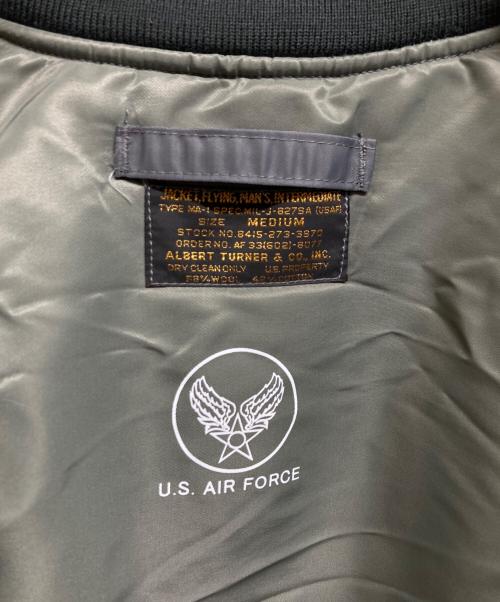 JACKET, FLYING, MAN'S, INTERMEDIATE
TYPE MA-1 SPEC. MIL-J-8279A (USAF)
SIZE MEDIUM
STOCK NO. 8415-273-3970
ORDER NO. AF 33(602)-8077
ALBERT TURNER & CO., INC.
DRY CLEAN ONLY U.S. PROPERTY
WOOL
U.S. AIR FORCE